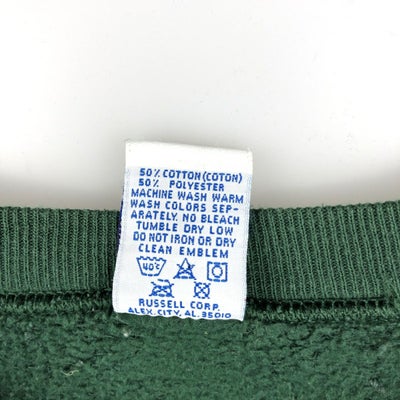 50% COTTON (COTON)
50% POLYESTER
MACHINE WASH WARM
WASH COLORS SEP-
ARATELY. NO BLEACH
TUMBLE DRY LOW
DO NOT IRON OR DRY
CLEAN EMBLEM
40°C
RUSSELL CORP.
ALEX. CITY, AL. 35010